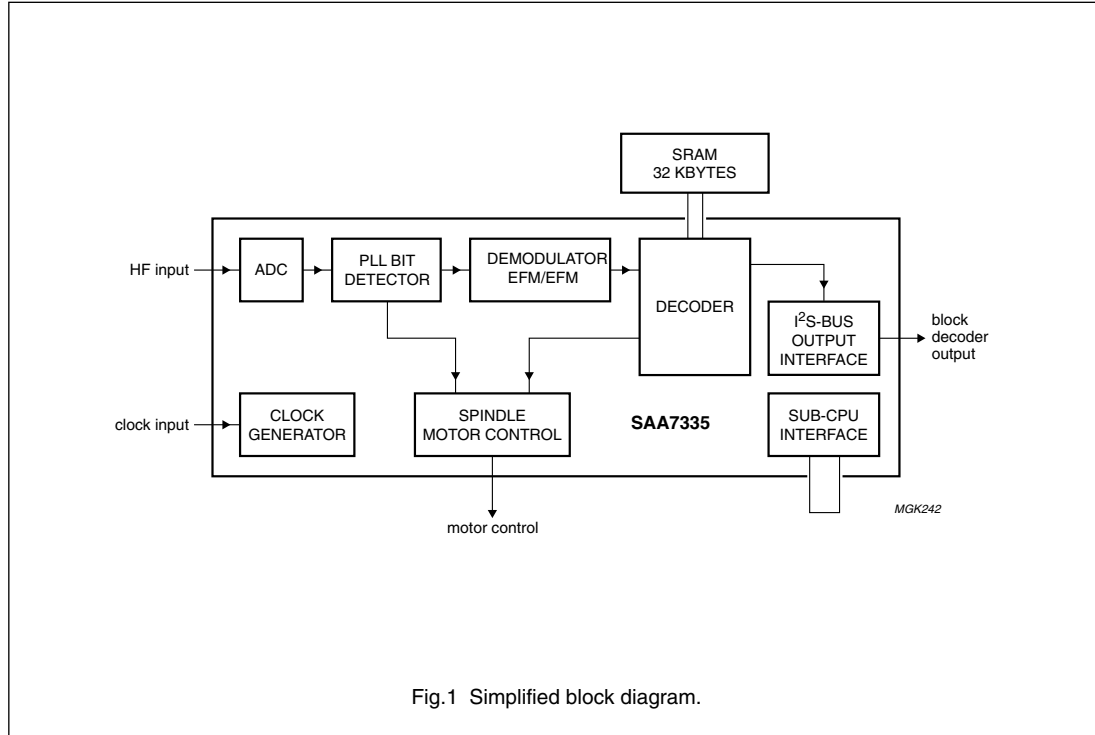 SRAM
32 KBYTES
HF input
ADC
PLL BIT
DETECTOR
DEMODULATOR
EFM/EFM
DECODER
I²S-BUS
OUTPUT
INTERFACE
block
decoder
output
clock input
CLOCK
GENERATOR
SPINDLE
MOTOR CONTROL
SAA7335
SUB-CPU
INTERFACE
motor control
MGK242
Fig.1 Simplified block diagram.